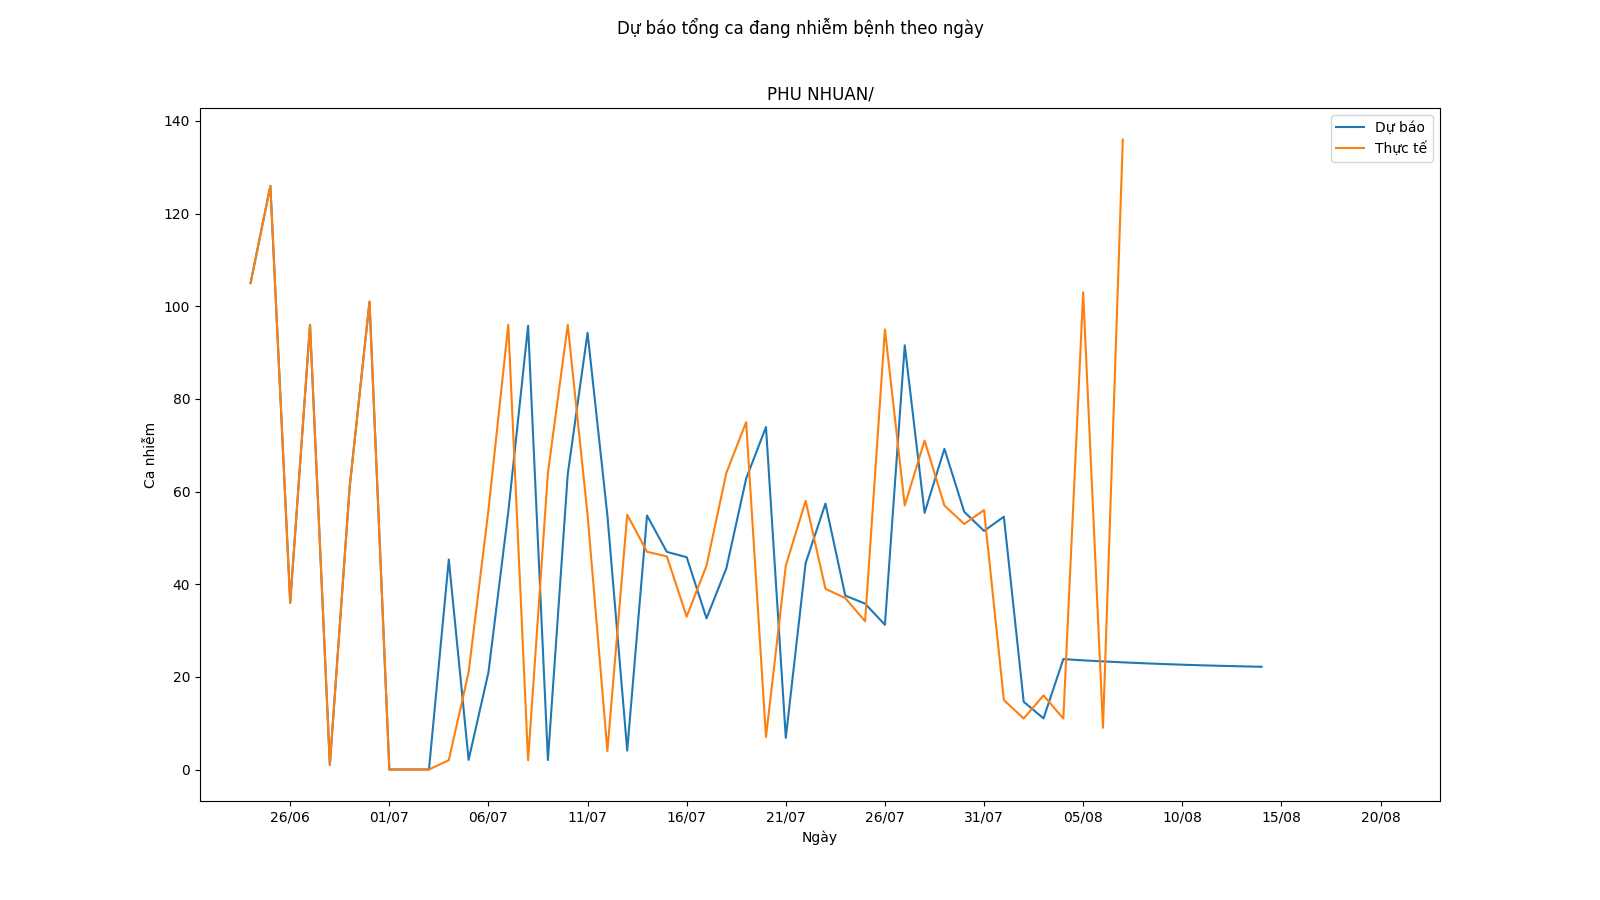 Dự báo tổng ca đang nhiễm bệnh theo ngày
PHU NHUAN/
140
120
100
80
60
40
20
0
Ca nhiễm
Dự báo
Thực tế
26/06 01/07 06/07 11/07 16/07 21/07 26/07 31/07 05/08 10/08 15/08 20/08
Ngày